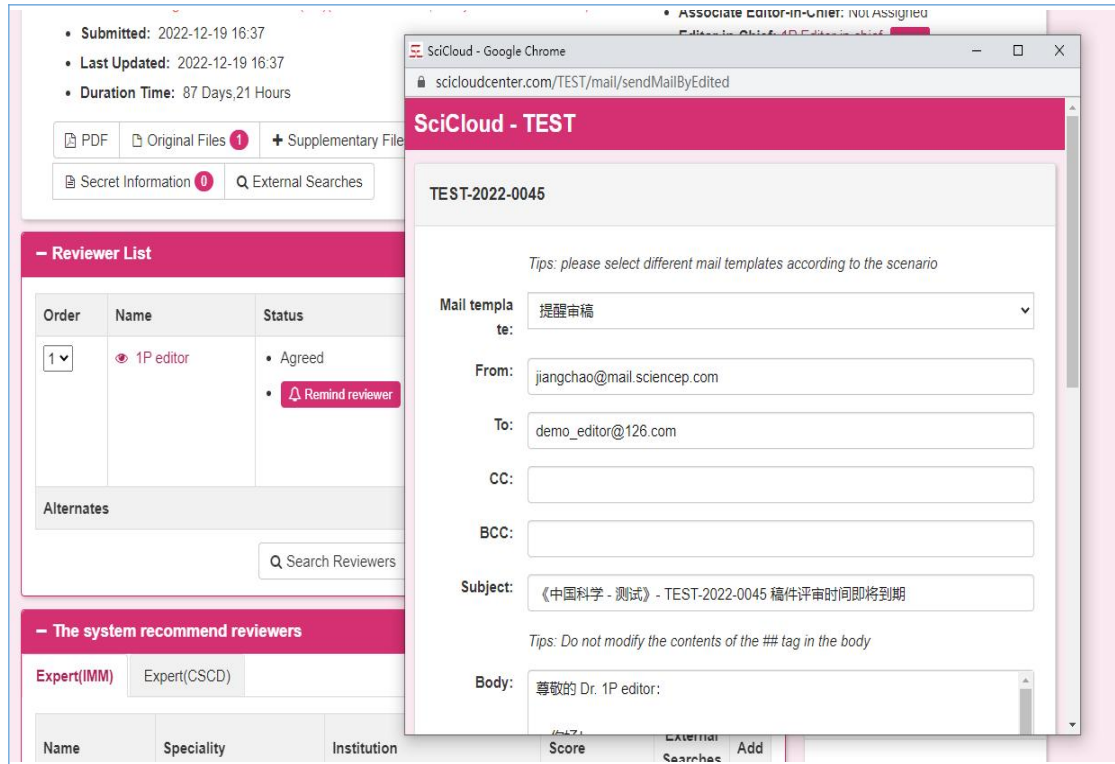 Associate Editor-in-Chief: Not Assigned
Submitted: 2022-12-19 16:37
Last Updated: 2022-12-19 16:37
Duration Time: 87 Days,21 Hours
PDF
Original Files 1
Supplementary File
Secret Information 0
External Searches
Reviewer List
Order Name Status
1 1P editor
Agreed
Remind reviewer
Alternates
Search Reviewers
The system recommend reviewers
Expert(IMM) Expert(CSCD)
Name Speciality Institution Score External Searches Add
SciCloud - Google Chrome
scicloudcenter.com/TEST/mail/sendMailByEdited
SciCloud - TEST
TEST-2022-0045
Tips: please select different mail templates according to the scenario
Mail templa
te:
提醒审稿
From: jiangchao@mail.sciencep.com
To: demo_editor@126.com
CC:
BCC:
Subject: 《中国科学 - 测试》- TEST-2022-0045 稿件评审时间即将到期
Tips: Do not modify the contents of the ## tag in the body
Body: 尊敬的 Dr. 1P editor: